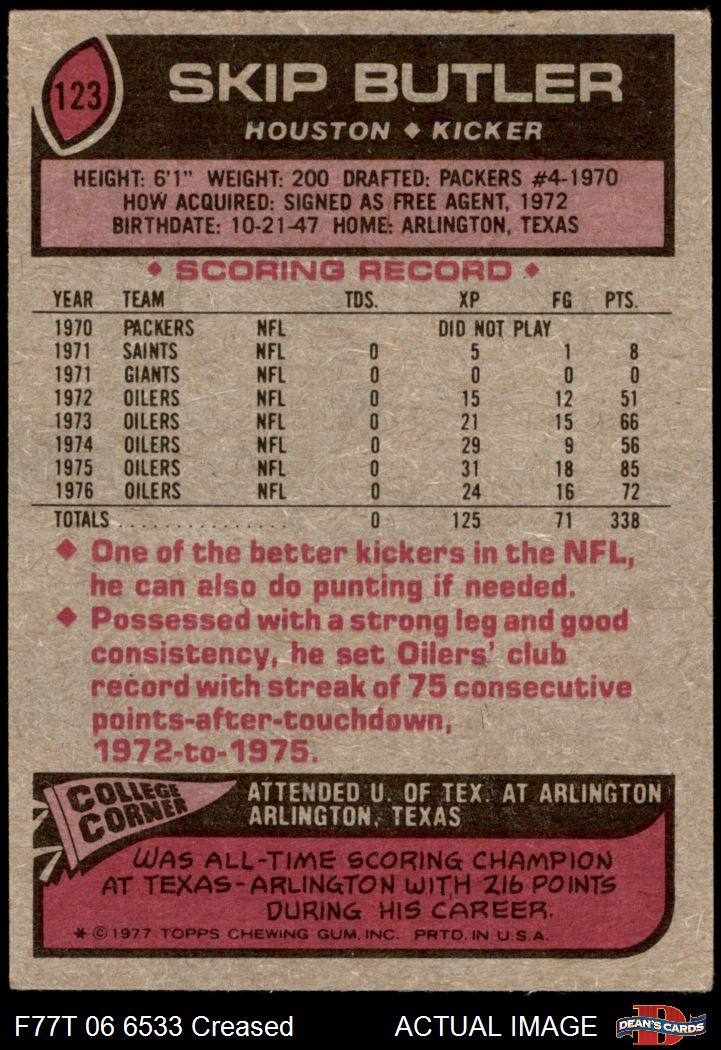 123
SKIP BUTLER
HOUSTON ♦ KICKER
HEIGHT: 6'1" WEIGHT: 200 DRAFTED: PACKERS #4-1970
HOW ACQUIRED: SIGNED AS FREE AGENT, 1972
BIRTHDATE: 10-21-47 HOME: ARLINGTON, TEXAS
♦ SCORING RECORD ♦
YEAR TEAM TDS. XP FG PTS.
1970 PACKERS NFL DID NOT PLAY
1971 SAINTS NFL 0 5 1 8
1971 GIANTS NFL 0 0 0 0
1972 OILERS NFL 0 15 12 51
1973 OILERS NFL 0 21 15 66
1974 OILERS NFL 0 29 9 56
1975 OILERS NFL 0 31 18 85
1976 OILERS NFL 0 24 16 72
TOTALS ................ 0 125 71 338
♦ One of the better kickers in the NFL,
he can also do punting if needed.
♦ Possessed with a strong leg and good
consistency, he set Oilers' club
record with streak of 75 consecutive
points-after-touchdown,
1972-to-1975.
COLLEGE
CORNER
ATTENDED U. OF TEX. AT ARLINGTON
ARLINGTON, TEXAS
WAS ALL-TIME SCORING CHAMPION
AT TEXAS-ARLINGTON WITH 216 POINTS
DURING HIS CAREER.
* © 1977 TOPPS CHEWING GUM, INC. PRTD. IN U.S.A.
F77T 06 6533 Creased ACTUAL IMAGE
D
DEAN'S CARDS